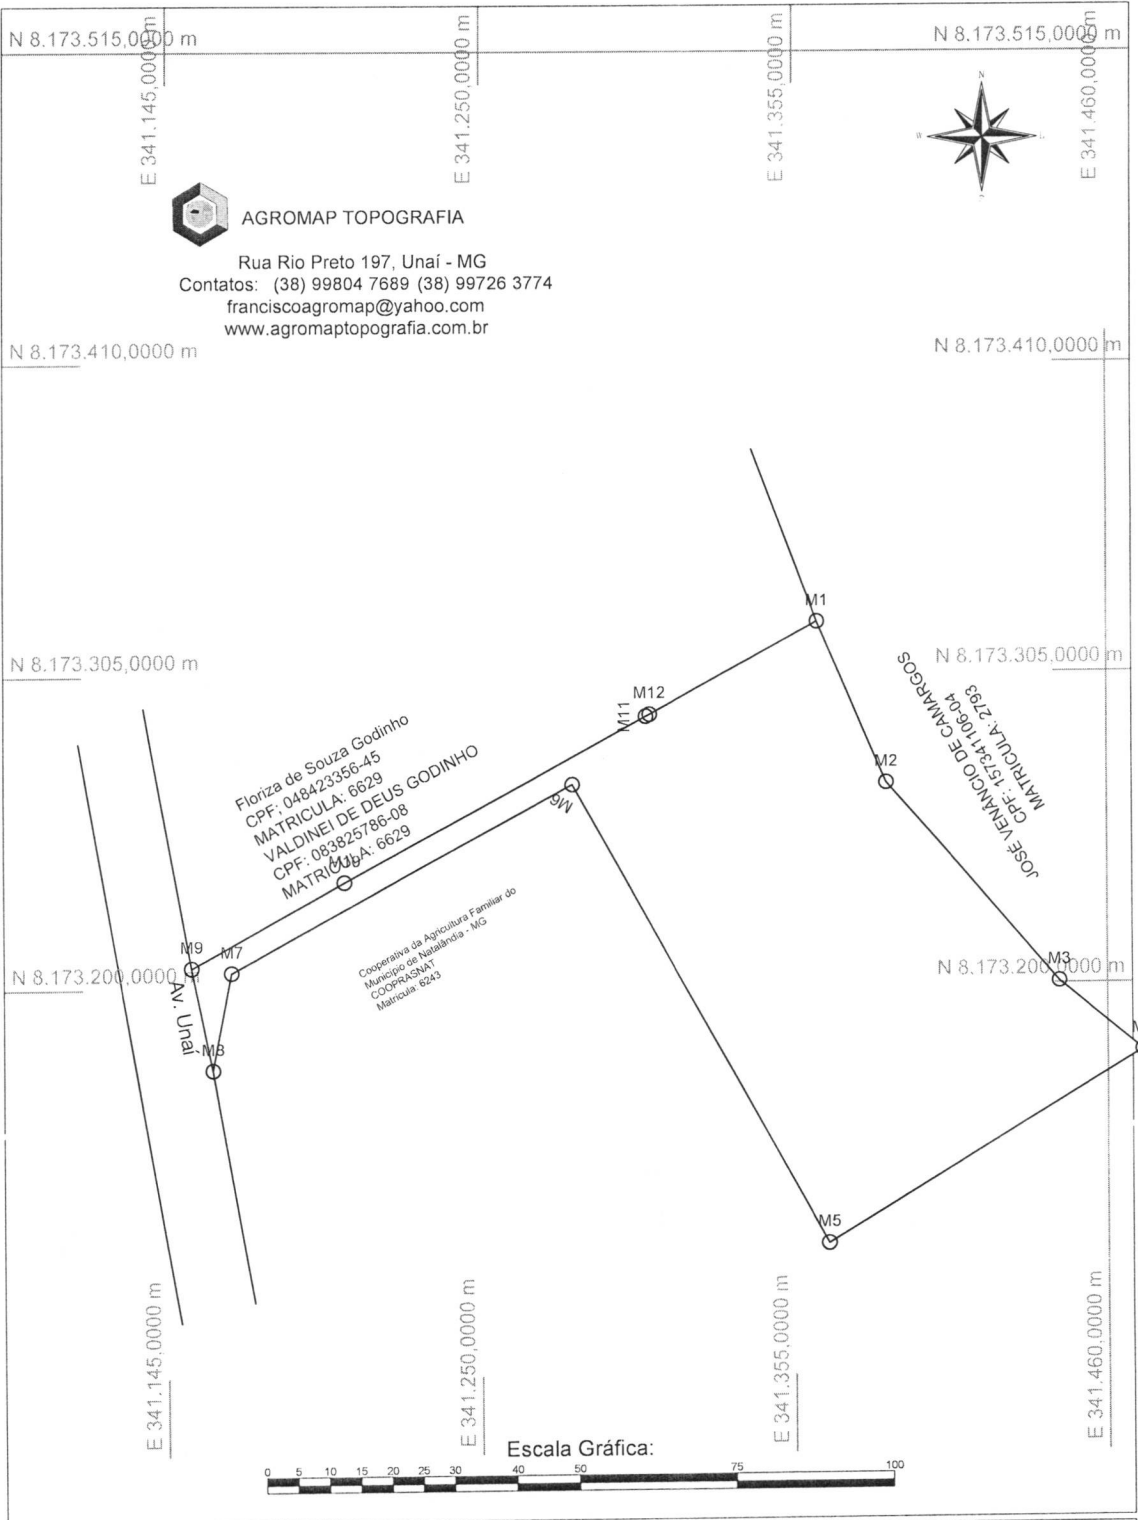 N 8.173.515,0000 m
N 8.173.515,0000 m
E 341.145,0000 m
E 341.250,0000 m
E 341.355,0000 m
E 341.460,0000 m
N
W
L
AGROMAP TOPOGRAFIA
Rua Rio Preto 197, Unaí - MG
Contatos: (38) 99804 7689 (38) 99726 3774
franciscoagromap@yahoo.com
www.agromaptopografia.com.br
N 8.173.410,0000 m
N 8.173.410,0000 m
M1
N 8.173.305,0000 m
N 8.173.305,0000 m
M12
M11
JOSÉ VENÂNCIO DE CAMARGOS
CPF: 157341106-04
MATRICULA: 2793
M2
M6
Floriza de Souza Godinho
CPF; 048423356-45
MATRICULA: 6629
VALDINEI DE DEUS GODINHO
CPF: 083825786-08
MATRICULA: 6629
M10
Cooperativa da Agricultura Familiar do
Município de Natalândia - MG
COOPRASNAT
Matricula: 6243
M9
M7
M3
N 8.173.200,0000 m
N 8.173.200,0000 m
Av. Unaí
M8
M
M5
E 341.145,0000 m
E 341.250,0000 m
E 341.355,0000 m
E 341.460,0000 m
Escala Gráfica:
0 5 10 15 20 25 30 40 50 75 100